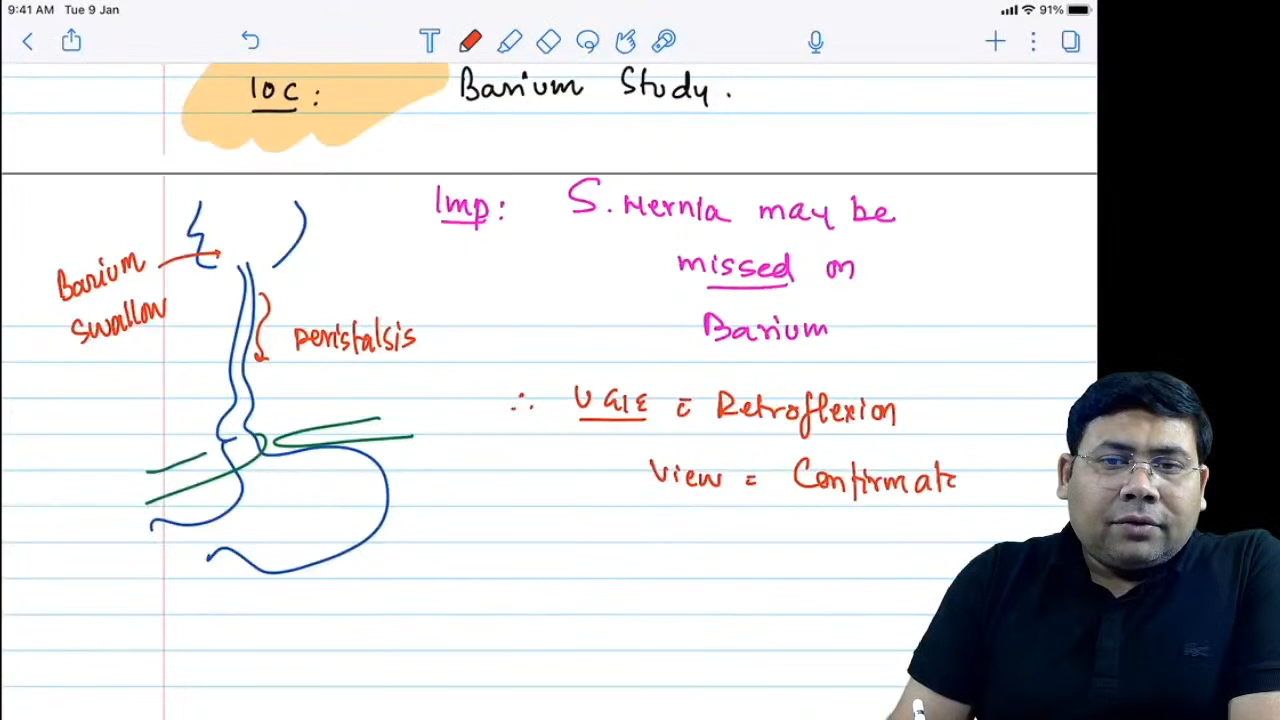 9:41 AM Tue 9 Jan
91%
IOC : Barium Study .
Imp: S. Hernia may be
missed on
Barium
Barium
swallow
Peristalsis
∴ UGIE c̄ Retroflexion
View = Confirmate